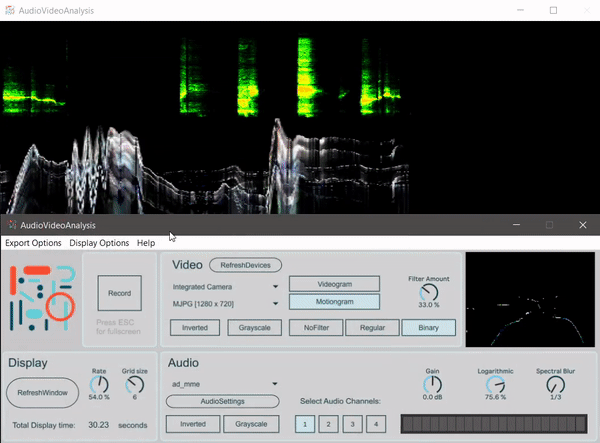 AudioVideoAnalysis
AudioVideoAnalysis
Export Options Display Options Help
Record
Press ESC
for fullscreen
Video RefreshDevices
Integrated Camera
MJPG [1280 x 720]
Videogram
Motiongram
Filter Amount
33.0 %
Inverted Grayscale NoFilter Regular Binary
Display
RefreshWindow
Rate
54.0 %
Grid size
6
Total Display time: 30.23 seconds
Audio
ad_mme
AudioSettings
Inverted Grayscale
Select Audio Channels:
1 2 3 4
Gain
0.0 dB
Logarithmic
75.6 %
Spectral Blur
1/3